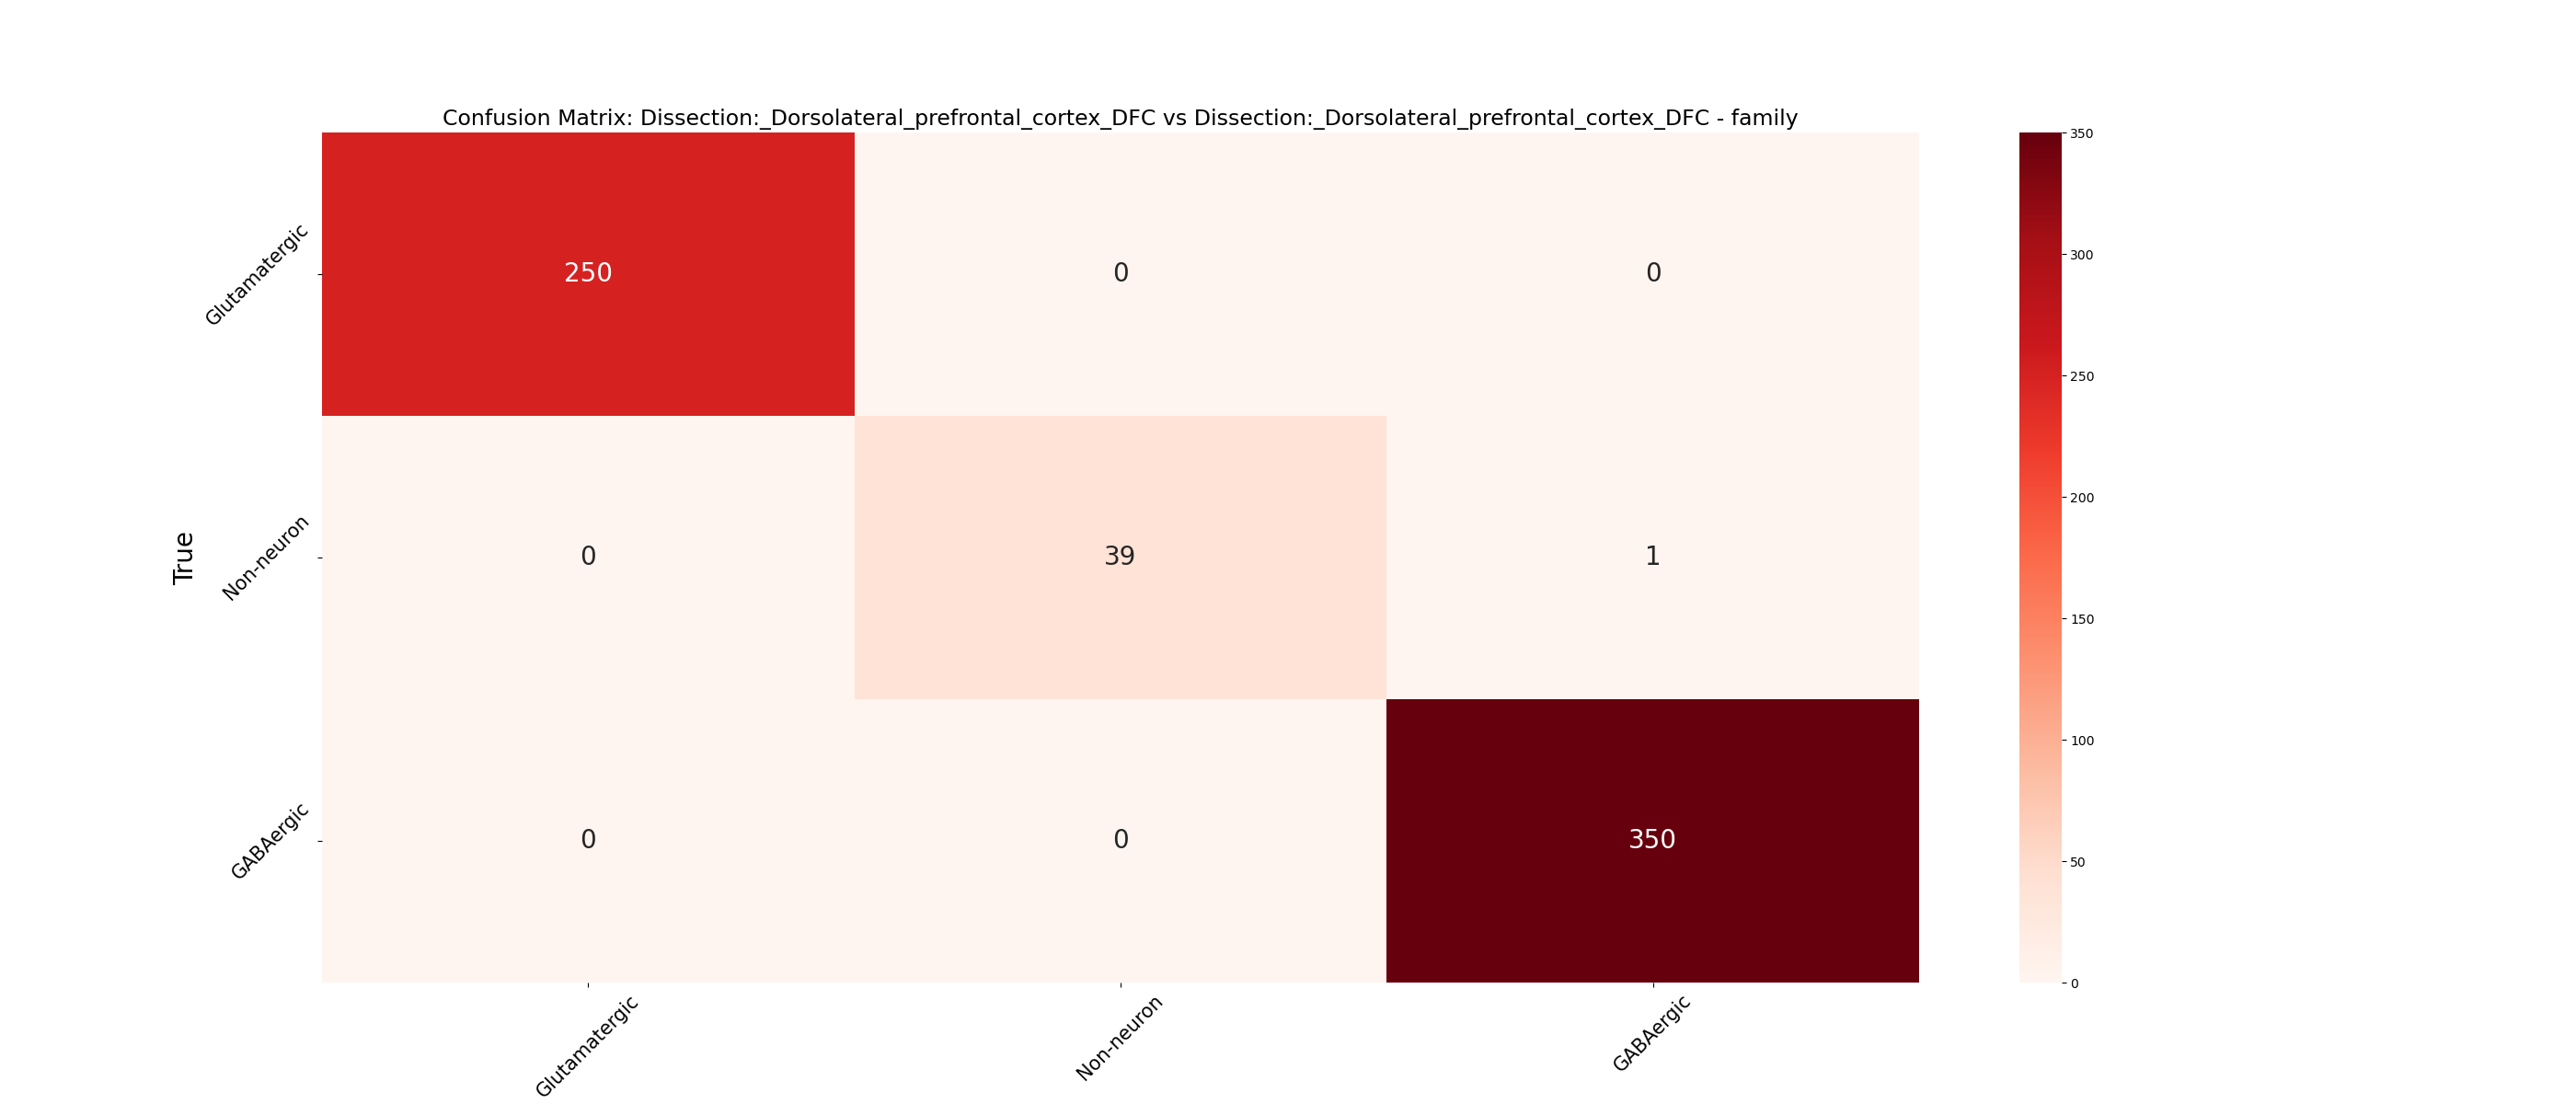 Confusion Matrix: Dissection:_Dorsolateral_prefrontal_cortex_DFC vs Dissection:_Dorsolateral_prefrontal_cortex_DFC - family
True
Glutamatergic
250
0
0
Non-neuron
0
39
1
GABAergic
0
0
350
Glutamatergic
Non-neuron
GABAergic
350
300
250
200
150
100
50
0